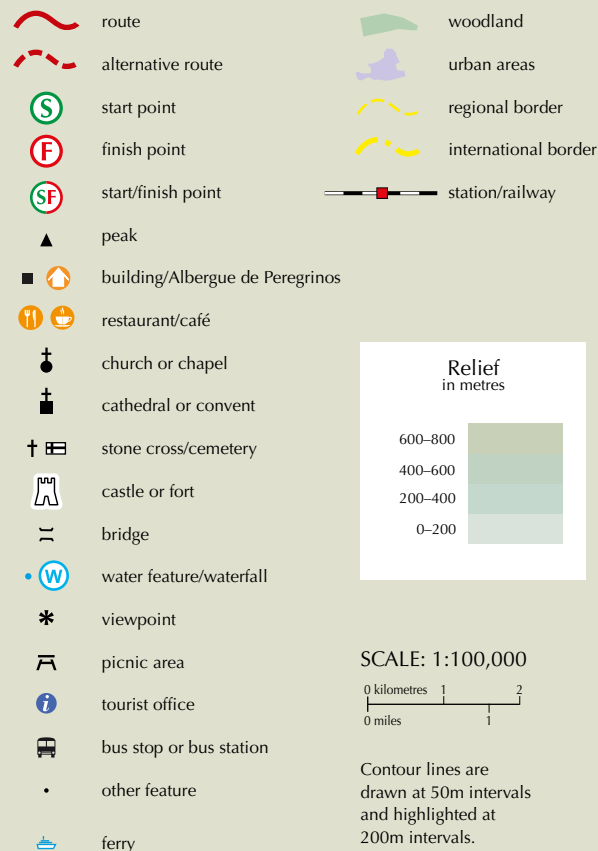 route
alternative route
S
start point
F
finish point
SF
start/finish point
peak
building/Albergue de Peregrinos
restaurant/café
church or chapel
cathedral or convent
stone cross/cemetery
castle or fort
bridge
W
water feature/waterfall
viewpoint
picnic area
i
tourist office
bus stop or bus station
other feature
ferry
woodland
urban areas
regional border
international border
station/railway
Relief
in metres
600–800
400–600
200–400
0–200
SCALE: 1:100,000
0 kilometres 1 2
0 miles 1
Contour lines are
drawn at 50m intervals
and highlighted at
200m intervals.